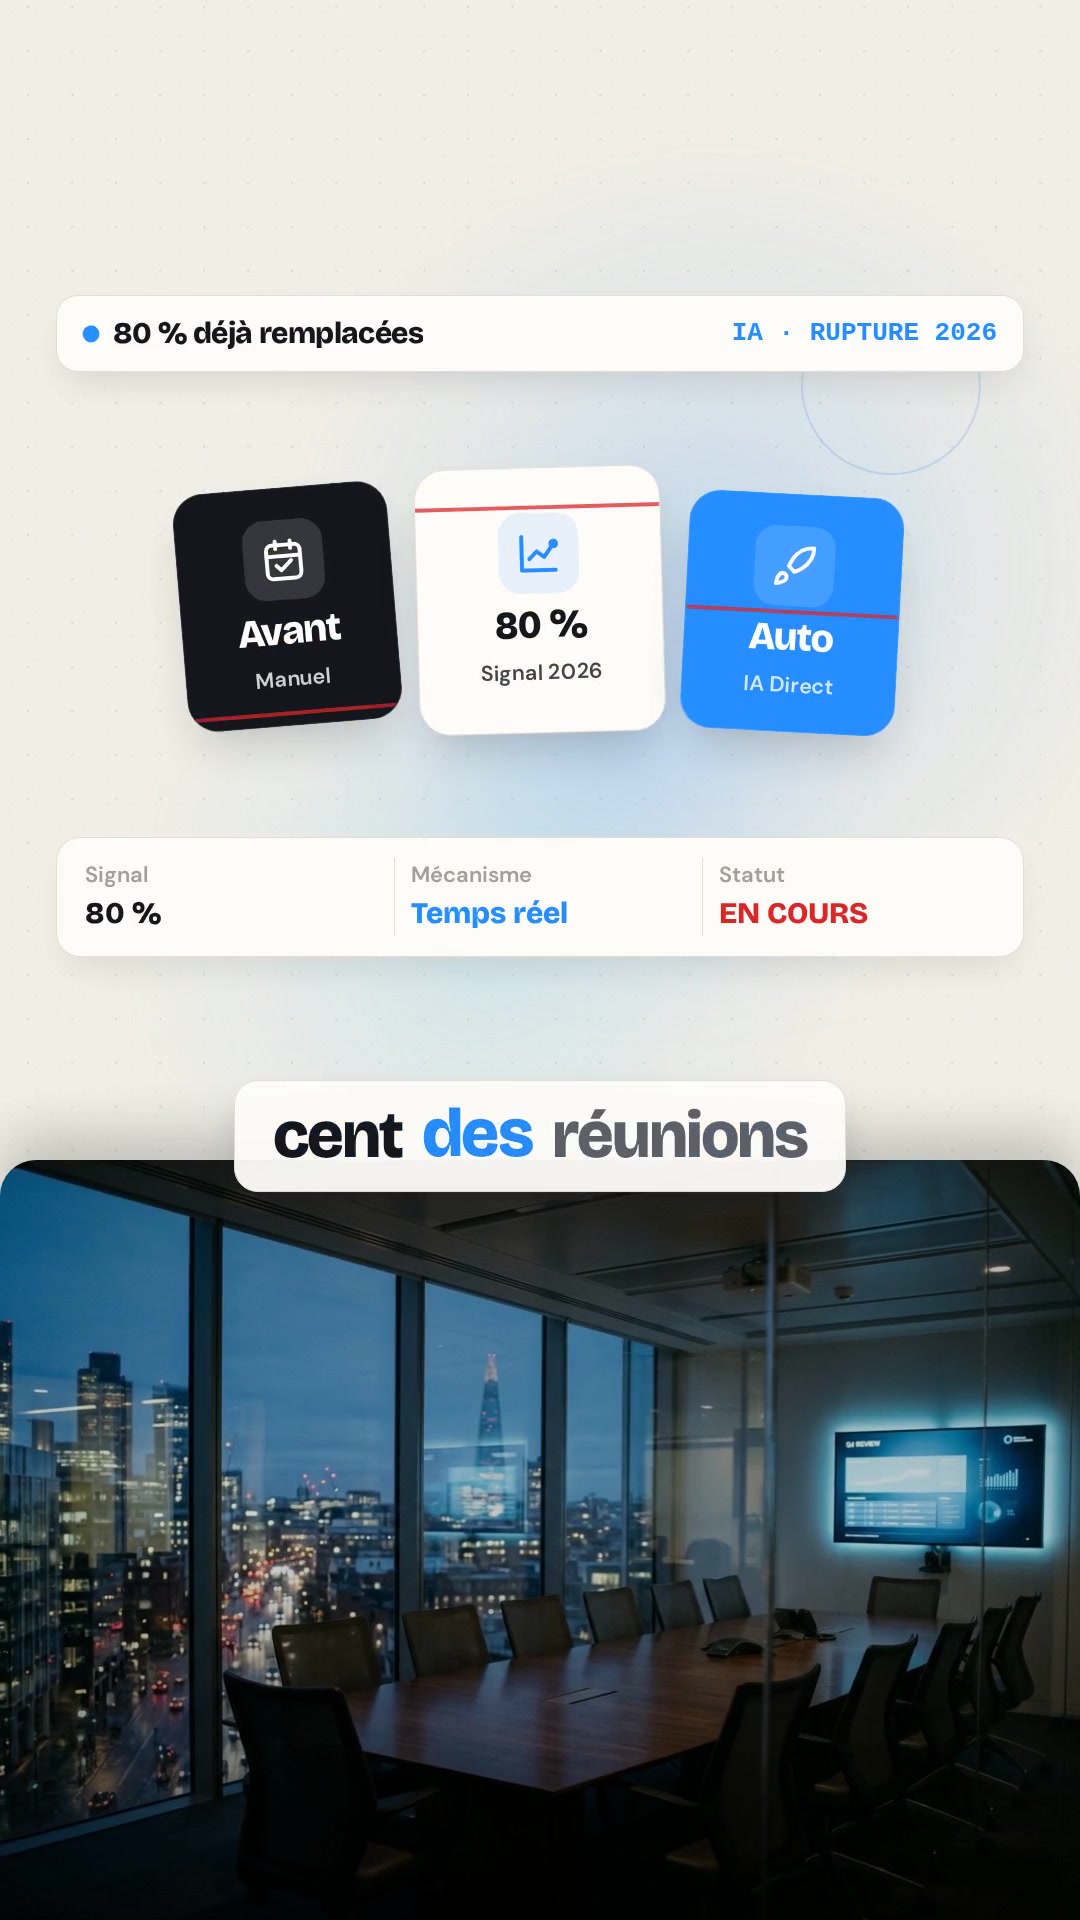 80 % déjà remplacées
IA · RUPTURE 2026
Avant
Manuel
80 %
Signal 2026
Auto
IA Direct
Signal
80 %
Mécanisme
Temps réel
Statut
EN COURS
cent des réunions
REVIEW